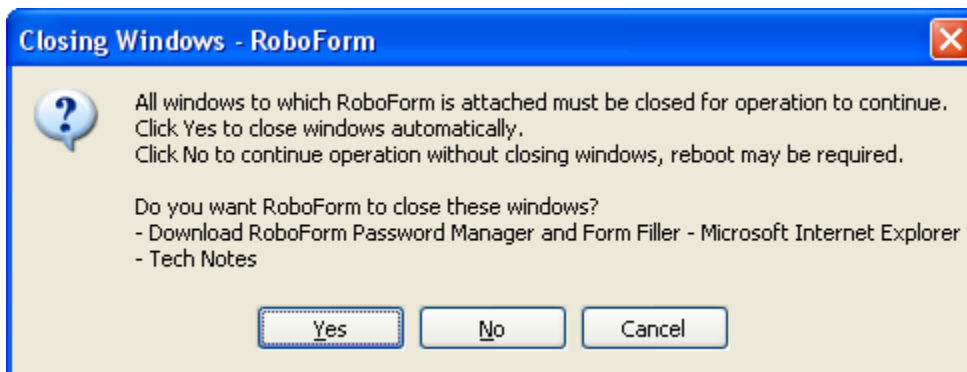 Closing Windows - RoboForm
All windows to which RoboForm is attached must be closed for operation to continue.
Click Yes to close windows automatically.
Click No to continue operation without closing windows, reboot may be required.
Do you want RoboForm to close these windows?
- Download RoboForm Password Manager and Form Filler - Microsoft Internet Explorer
- Tech Notes
Yes No Cancel